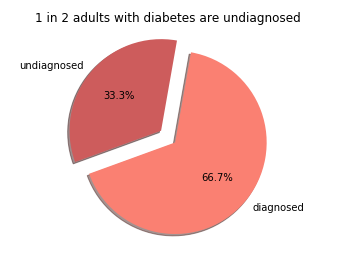 1 in 2 adults with diabetes are undiagnosed
undiagnosed
33.3%
66.7%
diagnosed